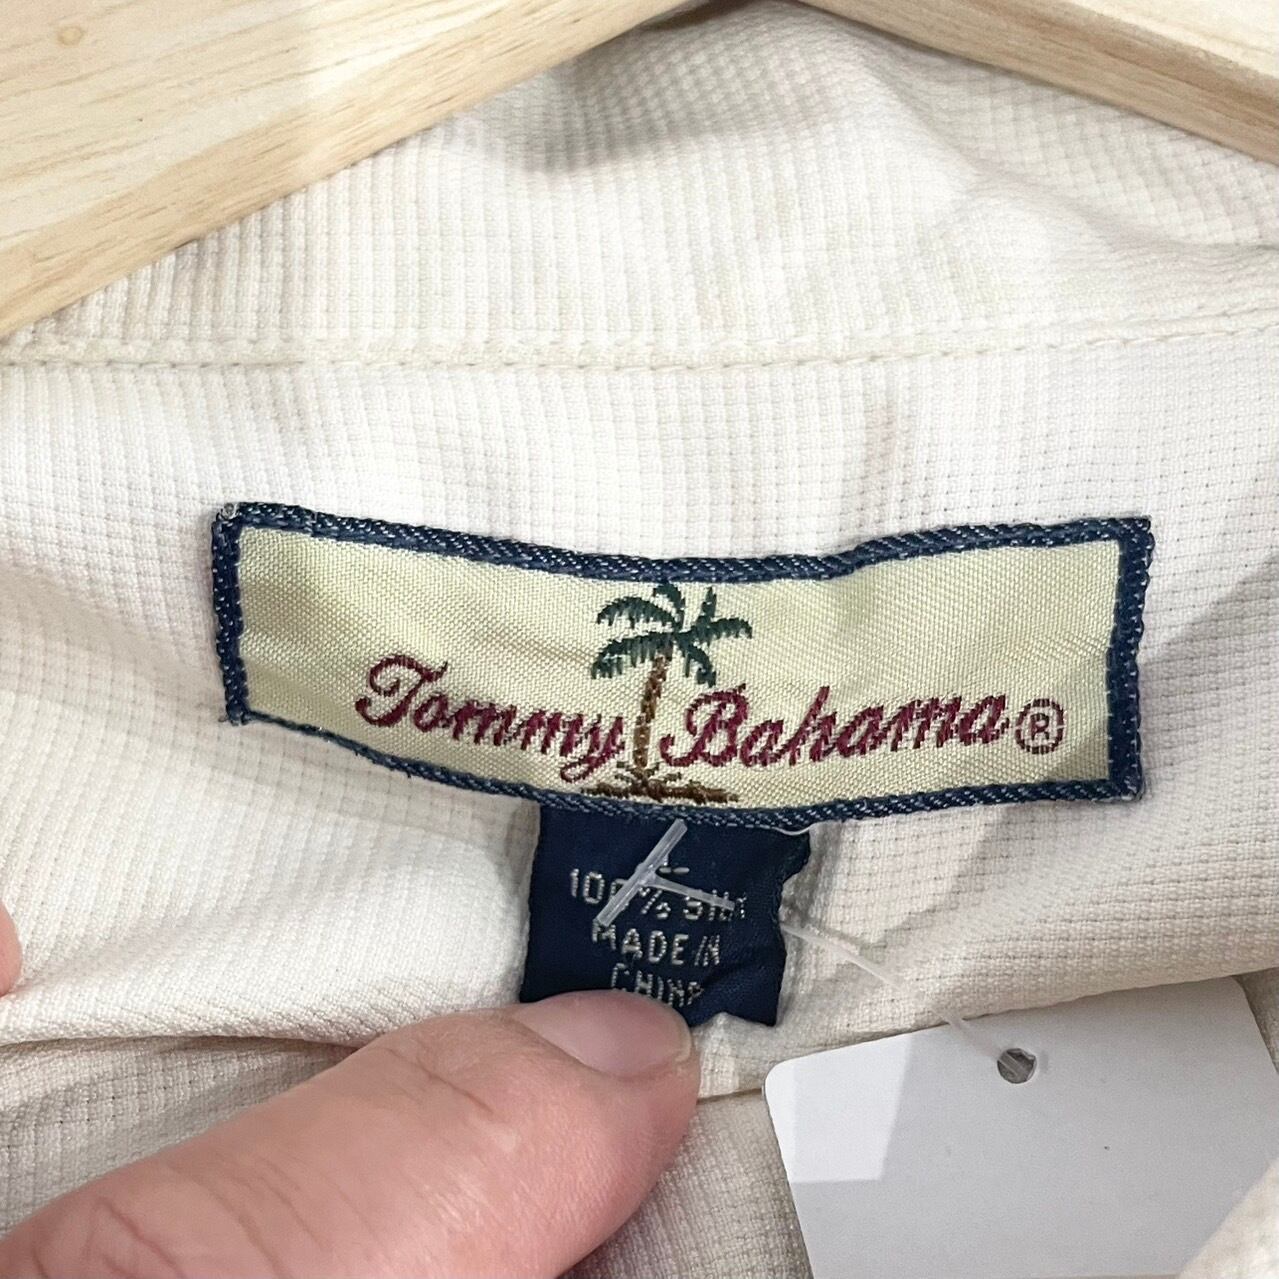 Tommy Bahama ®
100% SILK
MADE IN
CHINA